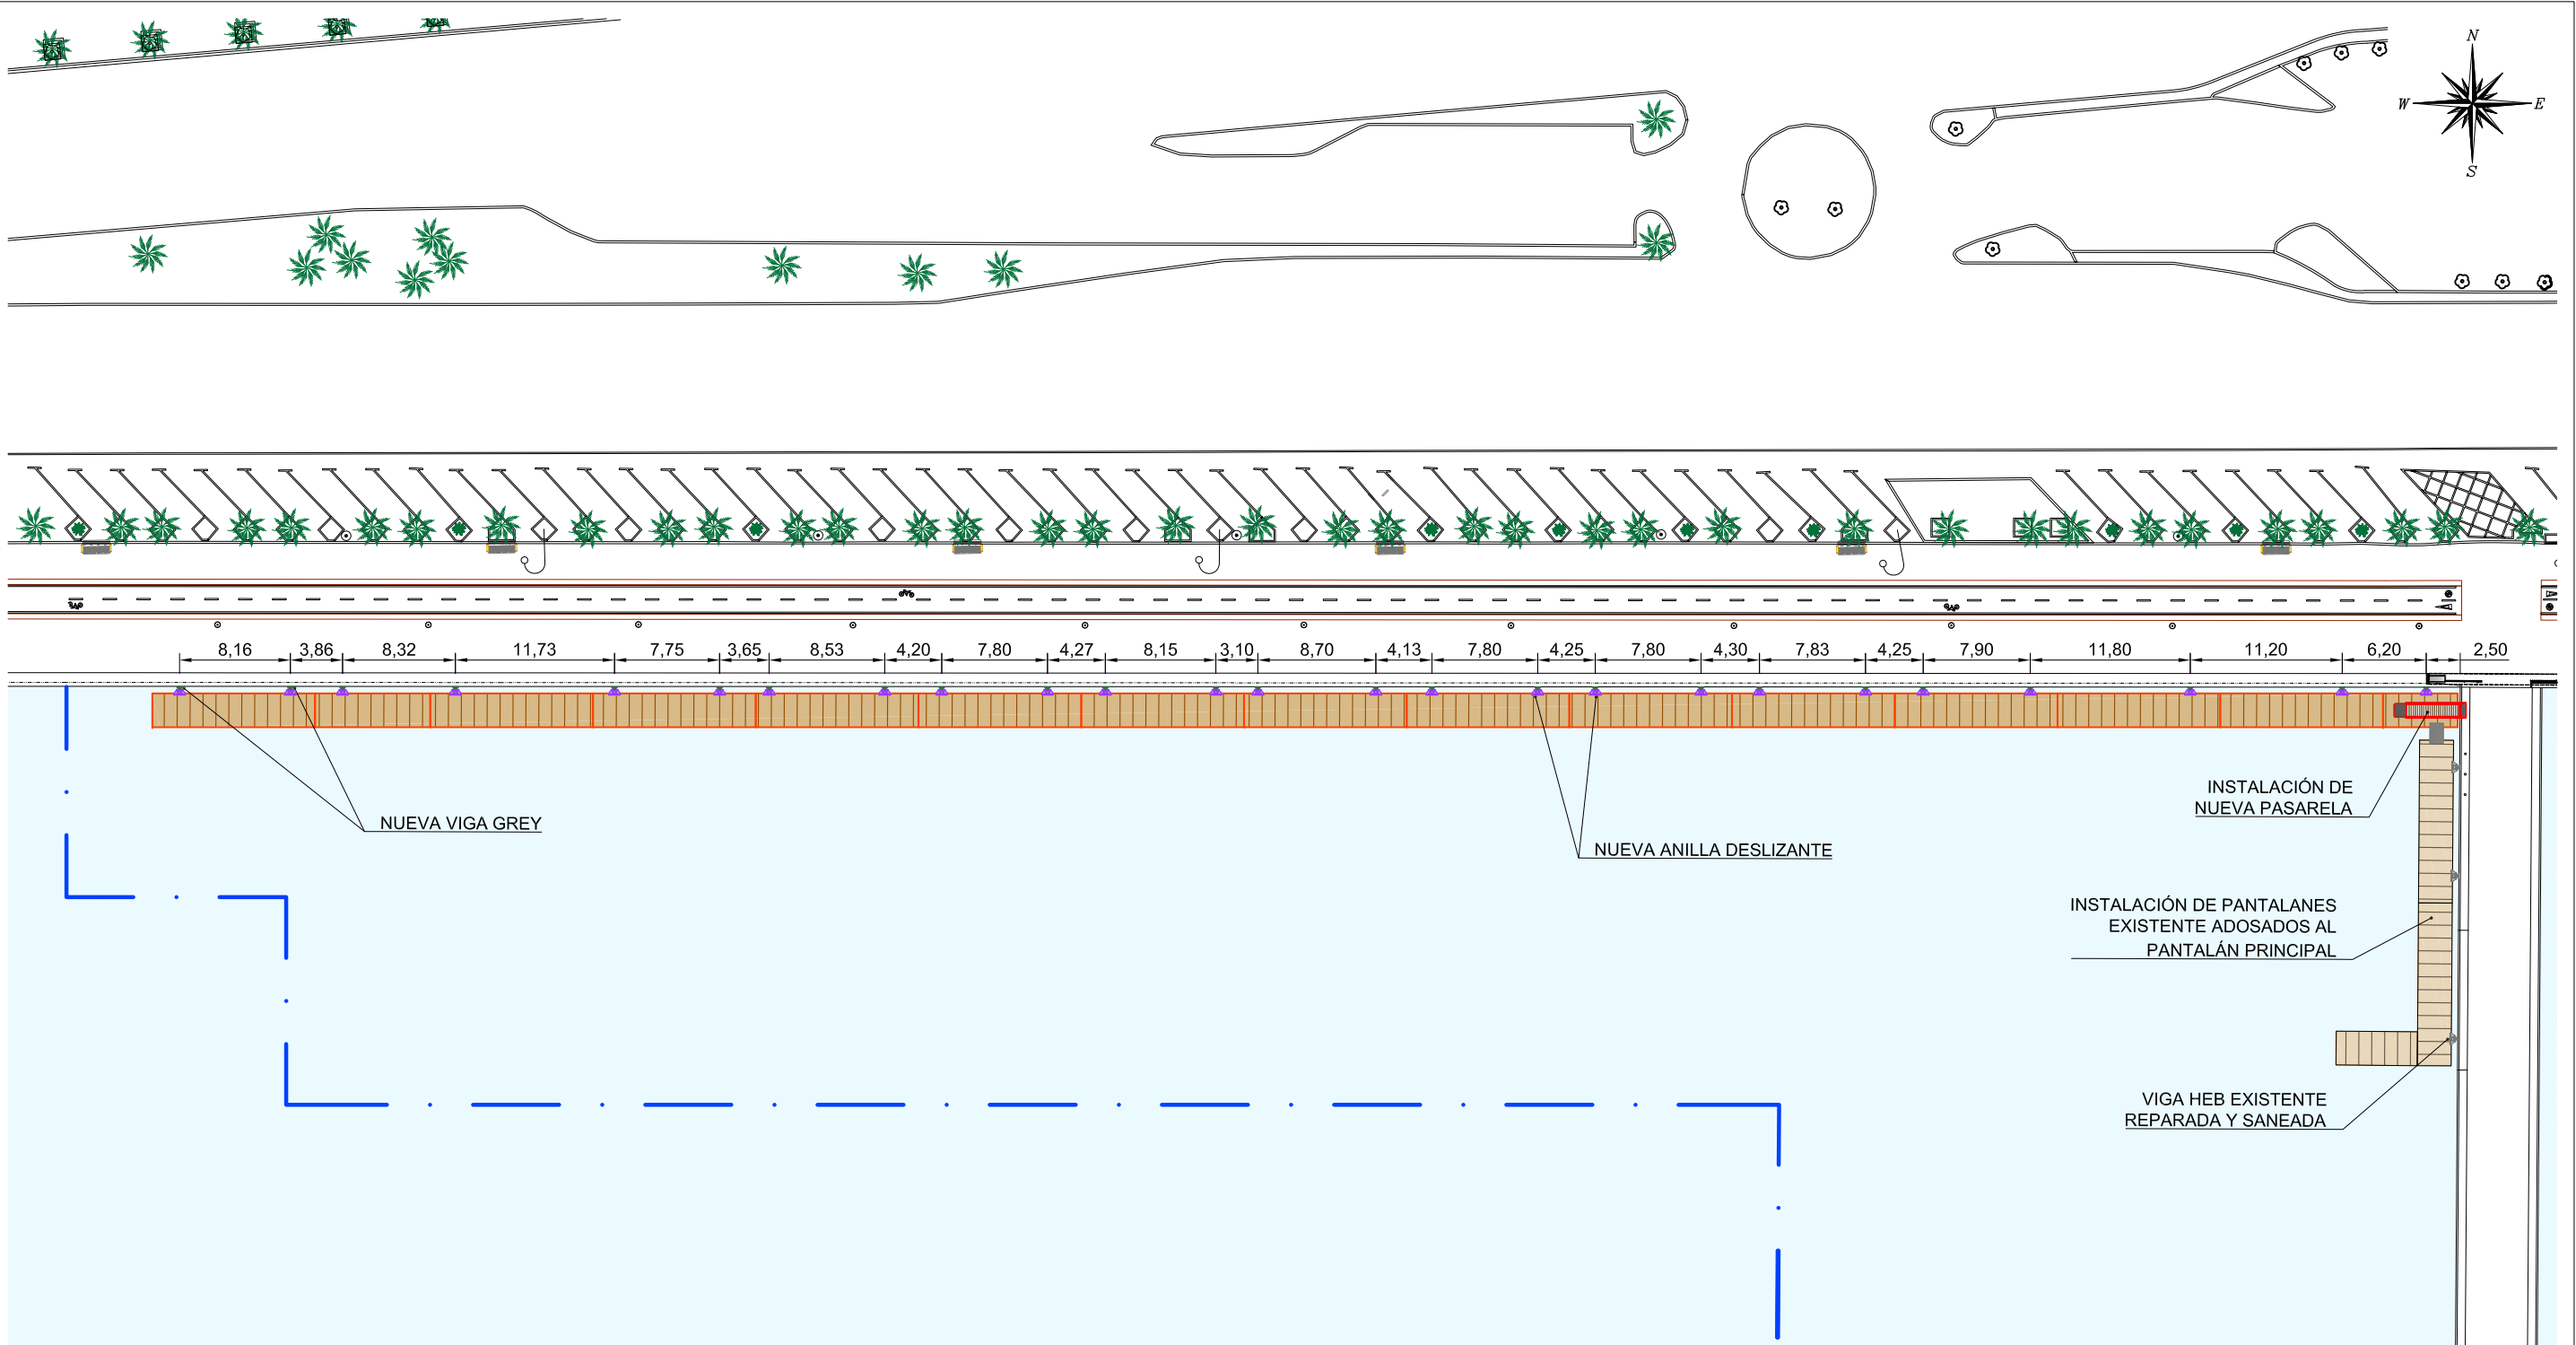 N
W E
S
8,16 3,86 8,32 11,73 7,75 3,65 8,53 4,20 7,80 4,27 8,15 3,10 8,70 4,13 7,80 4,25 7,80 4,30 7,83 4,25 7,90 11,80 11,20 6,20 2,50
NUEVA VIGA GREY
NUEVA ANILLA DESLIZANTE
INSTALACIÓN DE
NUEVA PASARELA
INSTALACIÓN DE PANTALANES
EXISTENTE ADOSADOS AL
PANTALÁN PRINCIPAL
VIGA HEB EXISTENTE
REPARADA Y SANEADA